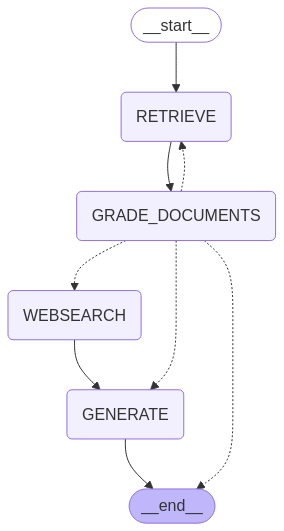 __start__
RETRIEVE
GRADE_DOCUMENTS
WEBSEARCH
GENERATE
__end__